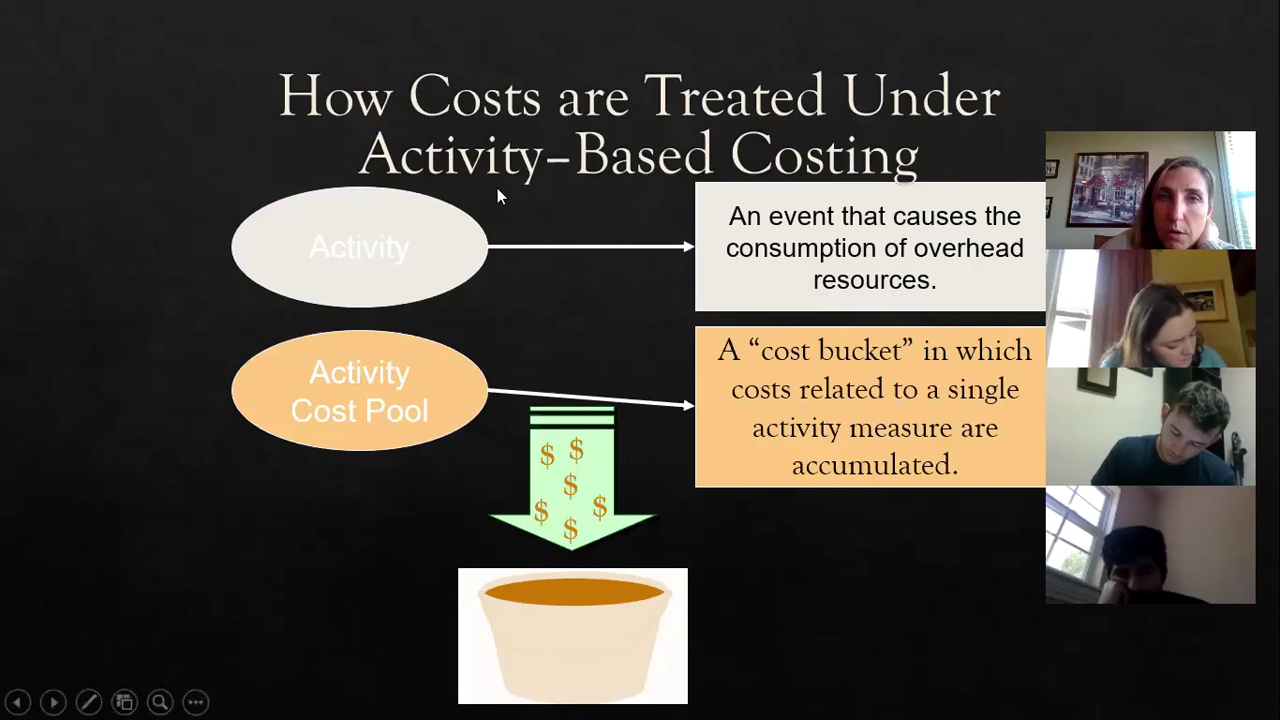 How Costs are Treated Under
Activity–Based Costing
Activity
An event that causes the
consumption of overhead
resources.
Activity
Cost Pool
A “cost bucket” in which
costs related to a single
activity measure are
accumulated.
$ $
$
$ $
$